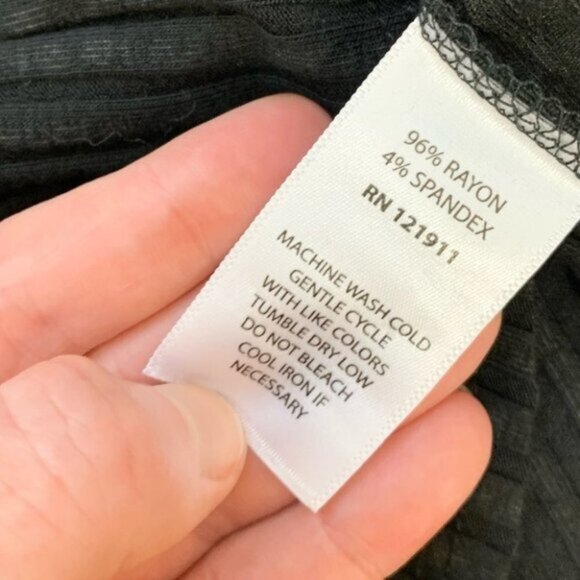 96% RAYON
4% SPANDEX
RN 121911
MACHINE WASH COLD
GENTLE CYCLE
WITH LIKE COLORS
TUMBLE DRY LOW
DO NOT BLEACH
COOL IRON IF
NECESSARY